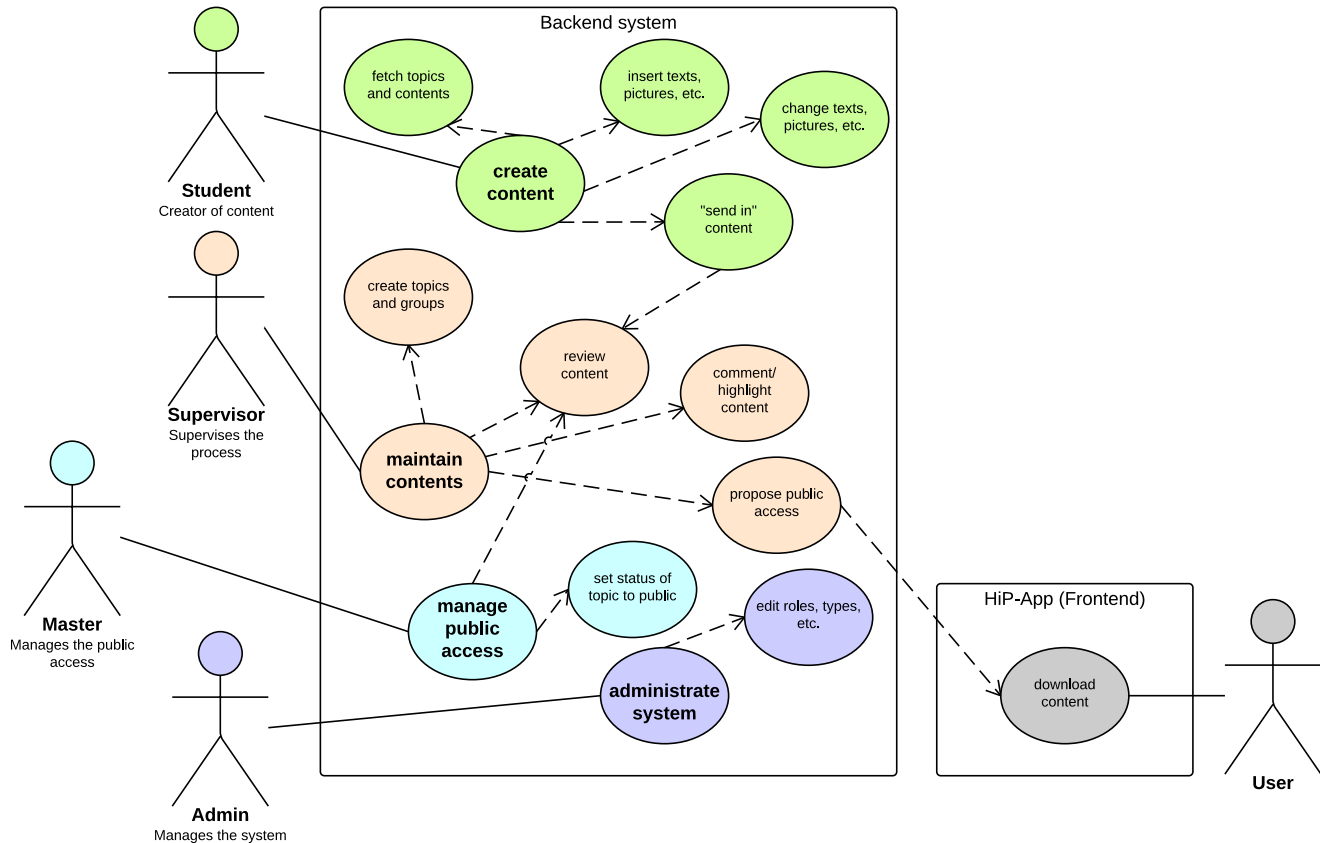 Backend system
fetch topics
and contents
insert texts,
pictures, etc.
change texts,
pictures, etc.
create
content
Student
Creator of content
"send in"
content
create topics
and groups
review
content
comment/
highlight
content
Supervisor
Supervises the
process
maintain
contents
propose public
access
set status of
topic to public
edit roles, types,
etc.
manage
public
access
Master
Manages the public
access
administrate
system
HiP-App (Frontend)
download
content
User
Admin
Manages the system